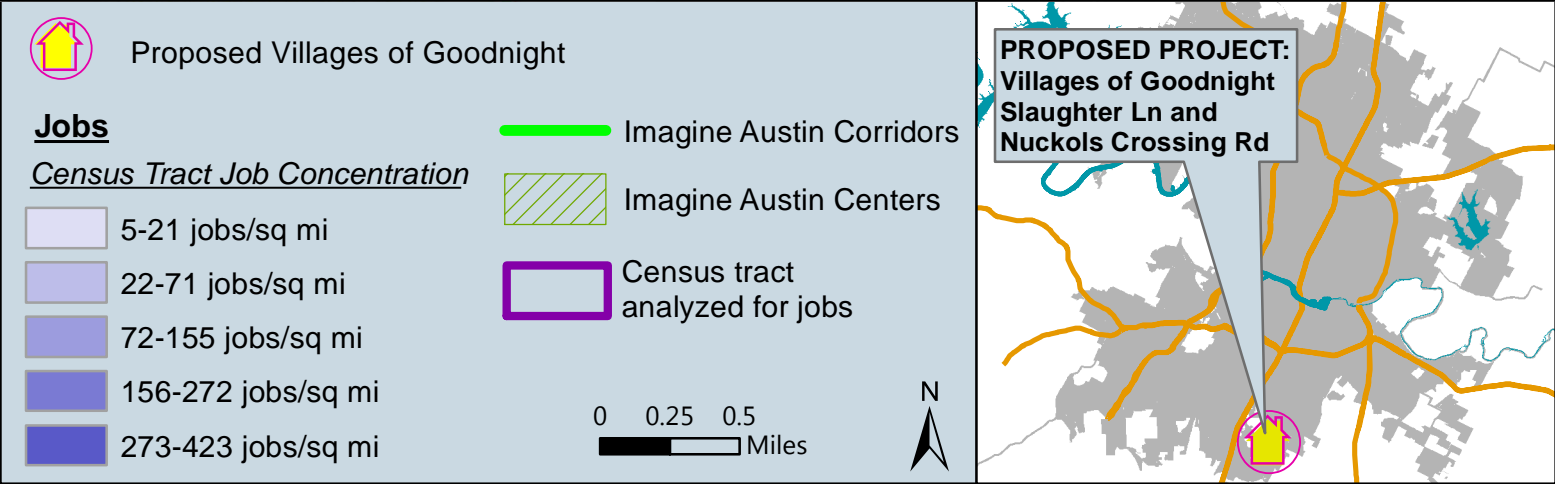 Proposed Villages of Goodnight
Jobs
Census Tract Job Concentration
5-21 jobs/sq mi
22-71 jobs/sq mi
72-155 jobs/sq mi
156-272 jobs/sq mi
273-423 jobs/sq mi
Imagine Austin Corridors
Imagine Austin Centers
Census tract
analyzed for jobs
0 0.25 0.5
Miles
N
PROPOSED PROJECT:
Villages of Goodnight
Slaughter Ln and
Nuckols Crossing Rd